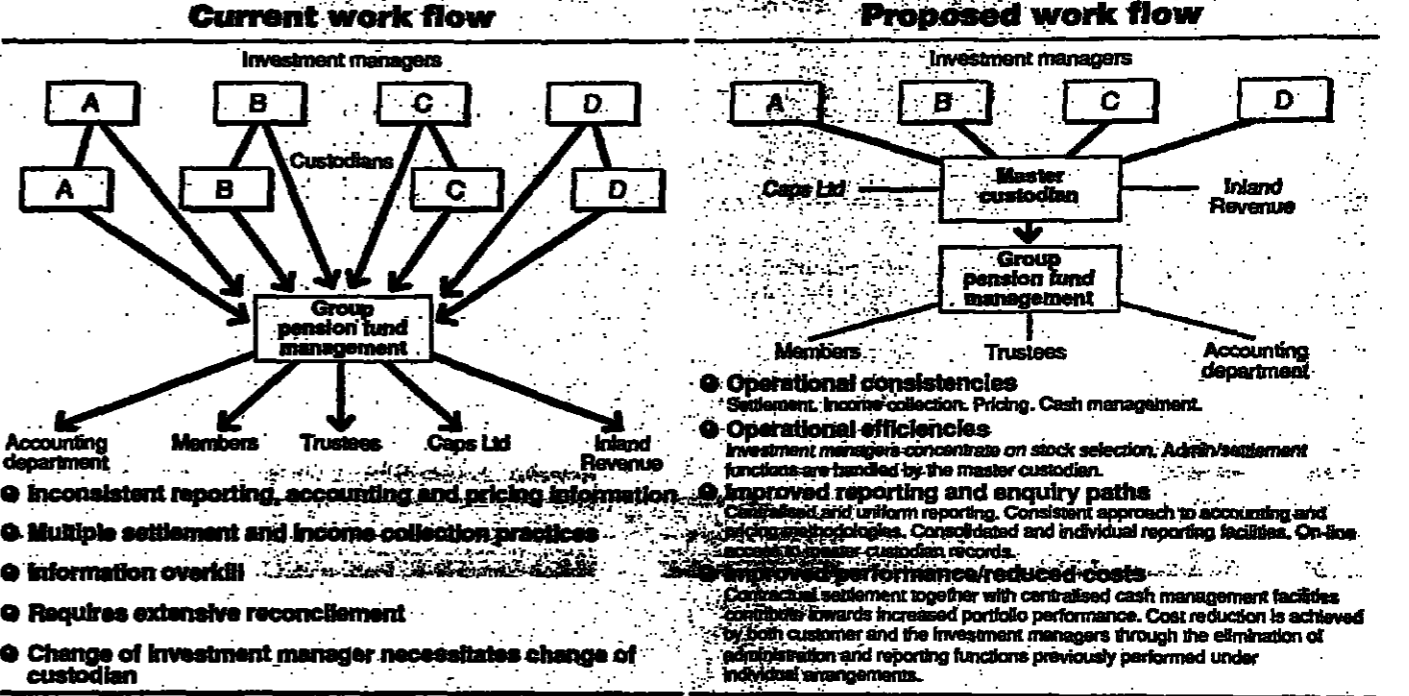 Current work flow
Investment managers
A
B
C
D
Custodians
A
B
C
D
Group
pension fund
management
Accounting
department
Members
Trustees
Caps Ltd
Inland
Revenue
Inconsistent reporting, accounting and pricing information
Multiple settlement and income collection practices
Information overkill
Requires extensive reconcilement
Change of investment manager necessitates change of
custodian
Proposed work flow
Investment managers
A
B
C
D
Caps Ltd
Master
custodian
Inland
Revenue
Group
pension fund
management
Members
Trustees
Accounting
department
Operational consistencies
Settlement. Income collection. Pricing. Cash management.
Operational efficiencies
Investment managers concentrate on stock selection. Admin/settlement
functions are handled by the master custodian.
Improved reporting and enquiry paths
Centralised and uniform reporting. Consistent approach to accounting and
pricing methodologies. Consolidated and individual reporting facilities. On-line
access to master custodian records.
Improved performance/reduced costs
Contractual settlement together with centralised cash management facilities
contribute towards increased portfolio performance. Cost reduction is achieved
by both customer and the investment managers through the elimination of
administration and reporting functions previously performed under
individual arrangements.